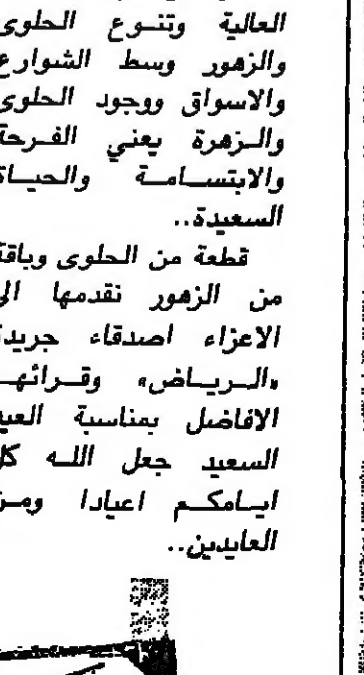 العالية وتنوع الحلوى
والزهور وسط الشوارع
والاسواق ووجود الحلوى
والزهرة يعني الفرحة
والابتسامة والحياة
السعيدة..
قطعة من الحلوى وباقة
من الزهور نقدمها الى
الاعزاء اصدقاء جريدة
«الرياض» وقرائها
الافاضل بمناسبة العيد
السعيد جعل الله كل
ايامكم اعيادا ومن
العايدين..